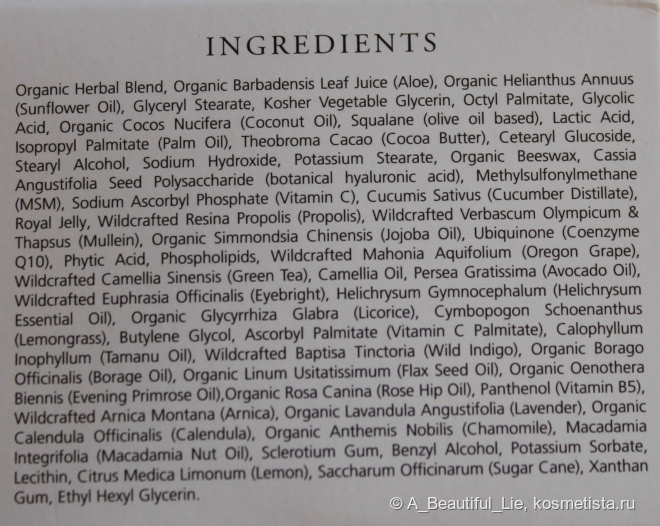 INGREDIENTS
Organic Herbal Blend, Organic Barbadensis Leaf Juice (Aloe), Organic Helianthus Annuus
(Sunflower Oil), Glyceryl Stearate, Kosher Vegetable Glycerin, Octyl Palmitate, Glycolic
Acid, Organic Cocos Nucifera (Coconut Oil), Squalane (olive oil based), Lactic Acid,
Isopropyl Palmitate (Palm Oil), Theobroma Cacao (Cocoa Butter), Cetearyl Glucoside,
Stearyl Alcohol, Sodium Hydroxide, Potassium Stearate, Organic Beeswax, Cassia
Angustifolia Seed Polysaccharide (botanical hyaluronic acid), Methylsulfonylmethane
(MSM), Sodium Ascorbyl Phosphate (Vitamin C), Cucumis Sativus (Cucumber Distillate),
Royal Jelly, Wildcrafted Resina Propolis (Propolis), Wildcrafted Verbascum Olympicum &
Thapsus (Mullein), Organic Simmondsia Chinensis (Jojoba Oil), Ubiquinone (Coenzyme
Q10), Phytic Acid, Phospholipids, Wildcrafted Mahonia Aquifolium (Oregon Grape),
Wildcrafted Camellia Sinensis (Green Tea), Camellia Oil, Persea Gratissima (Avocado Oil),
Wildcrafted Euphrasia Officinalis (Eyebright), Helichrysum Gymnocephalum (Helichrysum
Essential Oil), Organic Glycyrrhiza Glabra (Licorice), Cymbopogon Schoenanthus
(Lemongrass), Butylene Glycol, Ascorbyl Palmitate (Vitamin C Palmitate), Calophyllum
Inophyllum (Tamanu Oil), Wildcrafted Baptisa Tinctoria (Wild Indigo), Organic Borago
Officinalis (Borage Oil), Organic Linum Usitatissimum (Flax Seed Oil), Organic Oenothera
Biennis (Evening Primrose Oil),Organic Rosa Canina (Rose Hip Oil), Panthenol (Vitamin B5),
Wildcrafted Arnica Montana (Arnica), Organic Lavandula Angustifolia (Lavender), Organic
Calendula Officinalis (Calendula), Organic Anthemis Nobilis (Chamomile), Macadamia
Integrifolia (Macadamia Nut Oil), Sclerotium Gum, Benzyl Alcohol, Potassium Sorbate,
Lecithin, Citrus Medica Limonum (Lemon), Saccharum Officinarum (Sugar Cane), Xanthan
Gum, Ethyl Hexyl Glycerin.
© A_Beautiful_Lie, kosmetista.ru